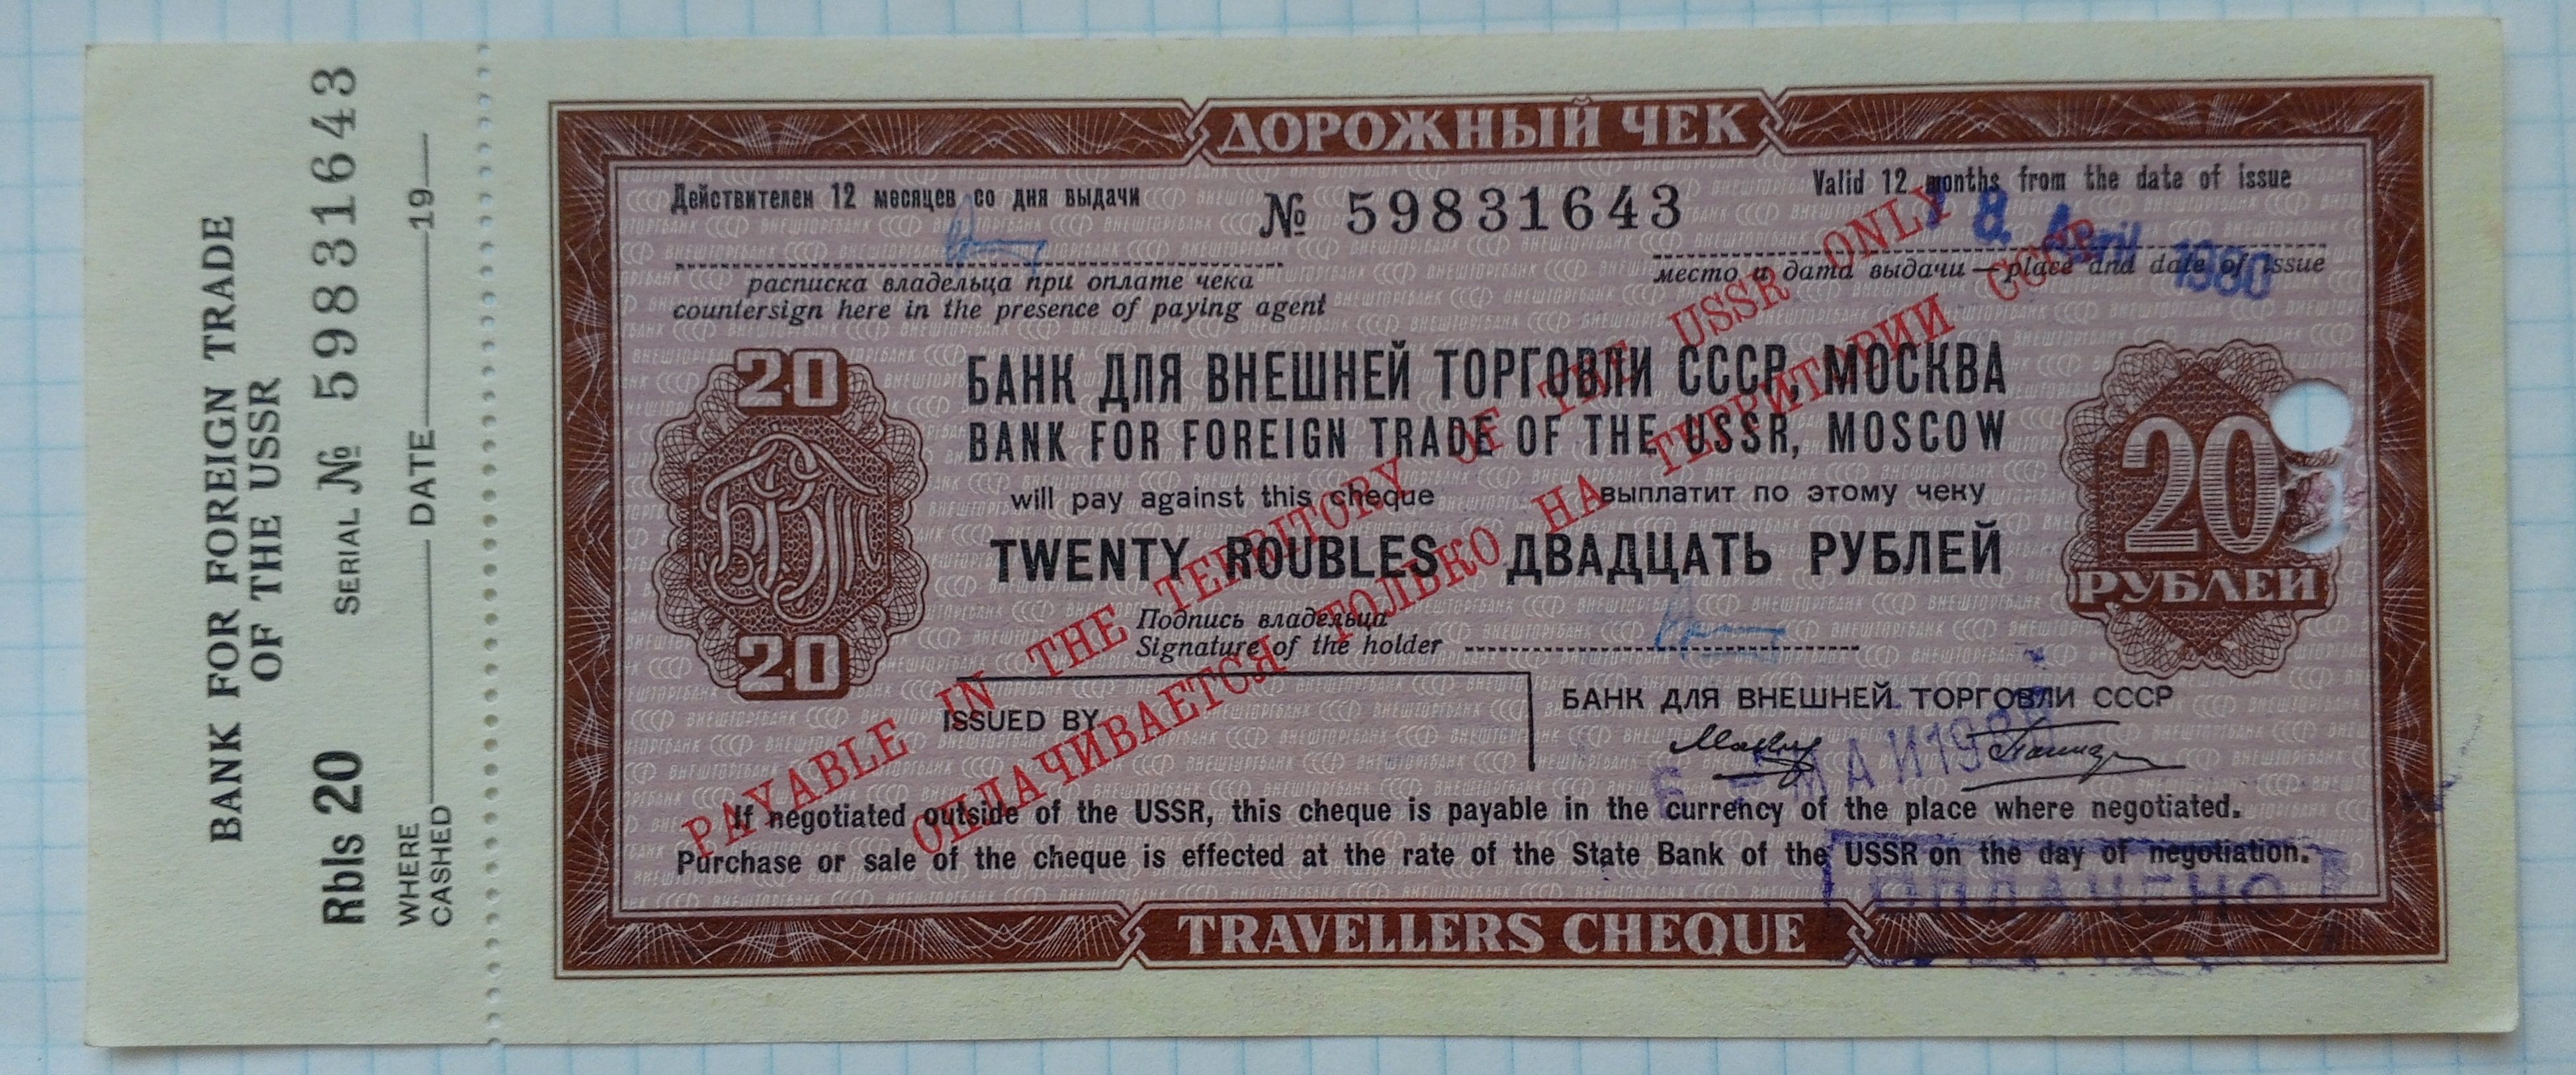 BANK FOR FOREIGN TRADE
OF THE USSR
SERIAL № 59831643
Rbls 20
WHERE
CASHED
DATE 19
ДОРОЖНЫЙ ЧЕК
Действителен 12 месяцев со дня выдачи
№ 59831643
Valid 12 months from the date of issue
8 April 1980
расписка владельца при оплате чека
countersign here in the presence of paying agent
место и дата выдачи — place and date of issue
20
БАНК ДЛЯ ВНЕШНЕЙ ТОРГОВЛИ СССР, МОСКВА
BANK FOR FOREIGN TRADE OF THE USSR, MOSCOW
will pay against this cheque
выплатит по этому чеку
TWENTY ROUBLES ДВАДЦАТЬ РУБЛЕЙ
20
20
РУБЛЕЙ
Подпись владельца
Signature of the holder
PAYABLE IN THE TERRITORY OF THE USSR ONLY
ОПЛАЧИВАЕТСЯ ТОЛЬКО НА ТЕРРИТОРИИ СССР
ISSUED BY
БАНК ДЛЯ ВНЕШНЕЙ ТОРГОВЛИ СССР
МАЙ
If negotiated outside of the USSR, this cheque is payable in the currency of the place where negotiated.
Purchase or sale of the cheque is effected at the rate of the State Bank of the USSR on the day of negotiation.
ОПЛАЧЕНО
TRAVELLERS CHEQUE
ВНЕШТОРГБАНК СССР